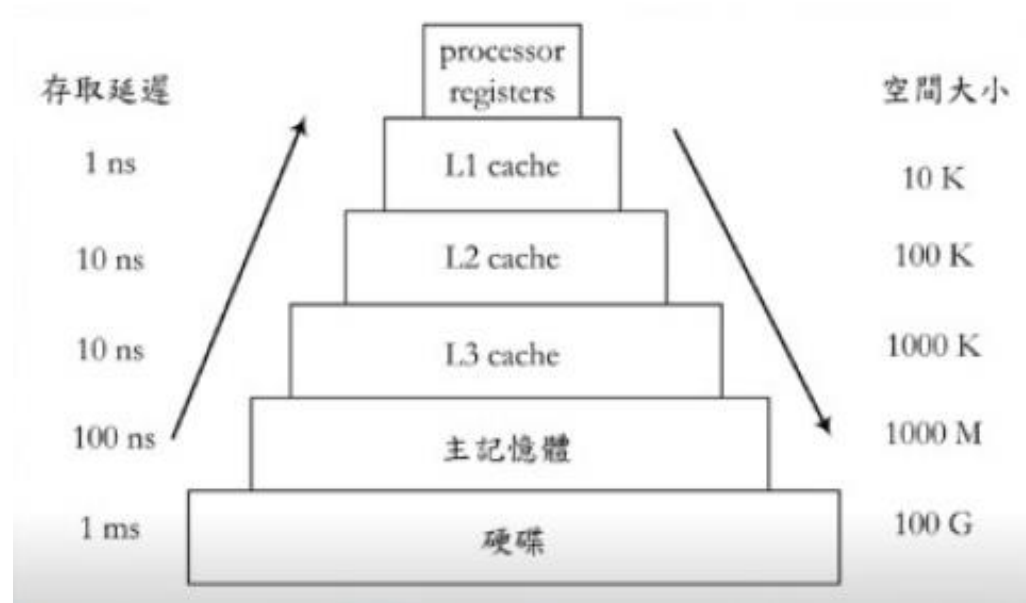 processor
registers
存取延遲
空間大小
1 ns
L1 cache
10 K
10 ns
L2 cache
100 K
10 ns
L3 cache
1000 K
100 ns
主記憶體
1000 M
1 ms
硬碟
100 G